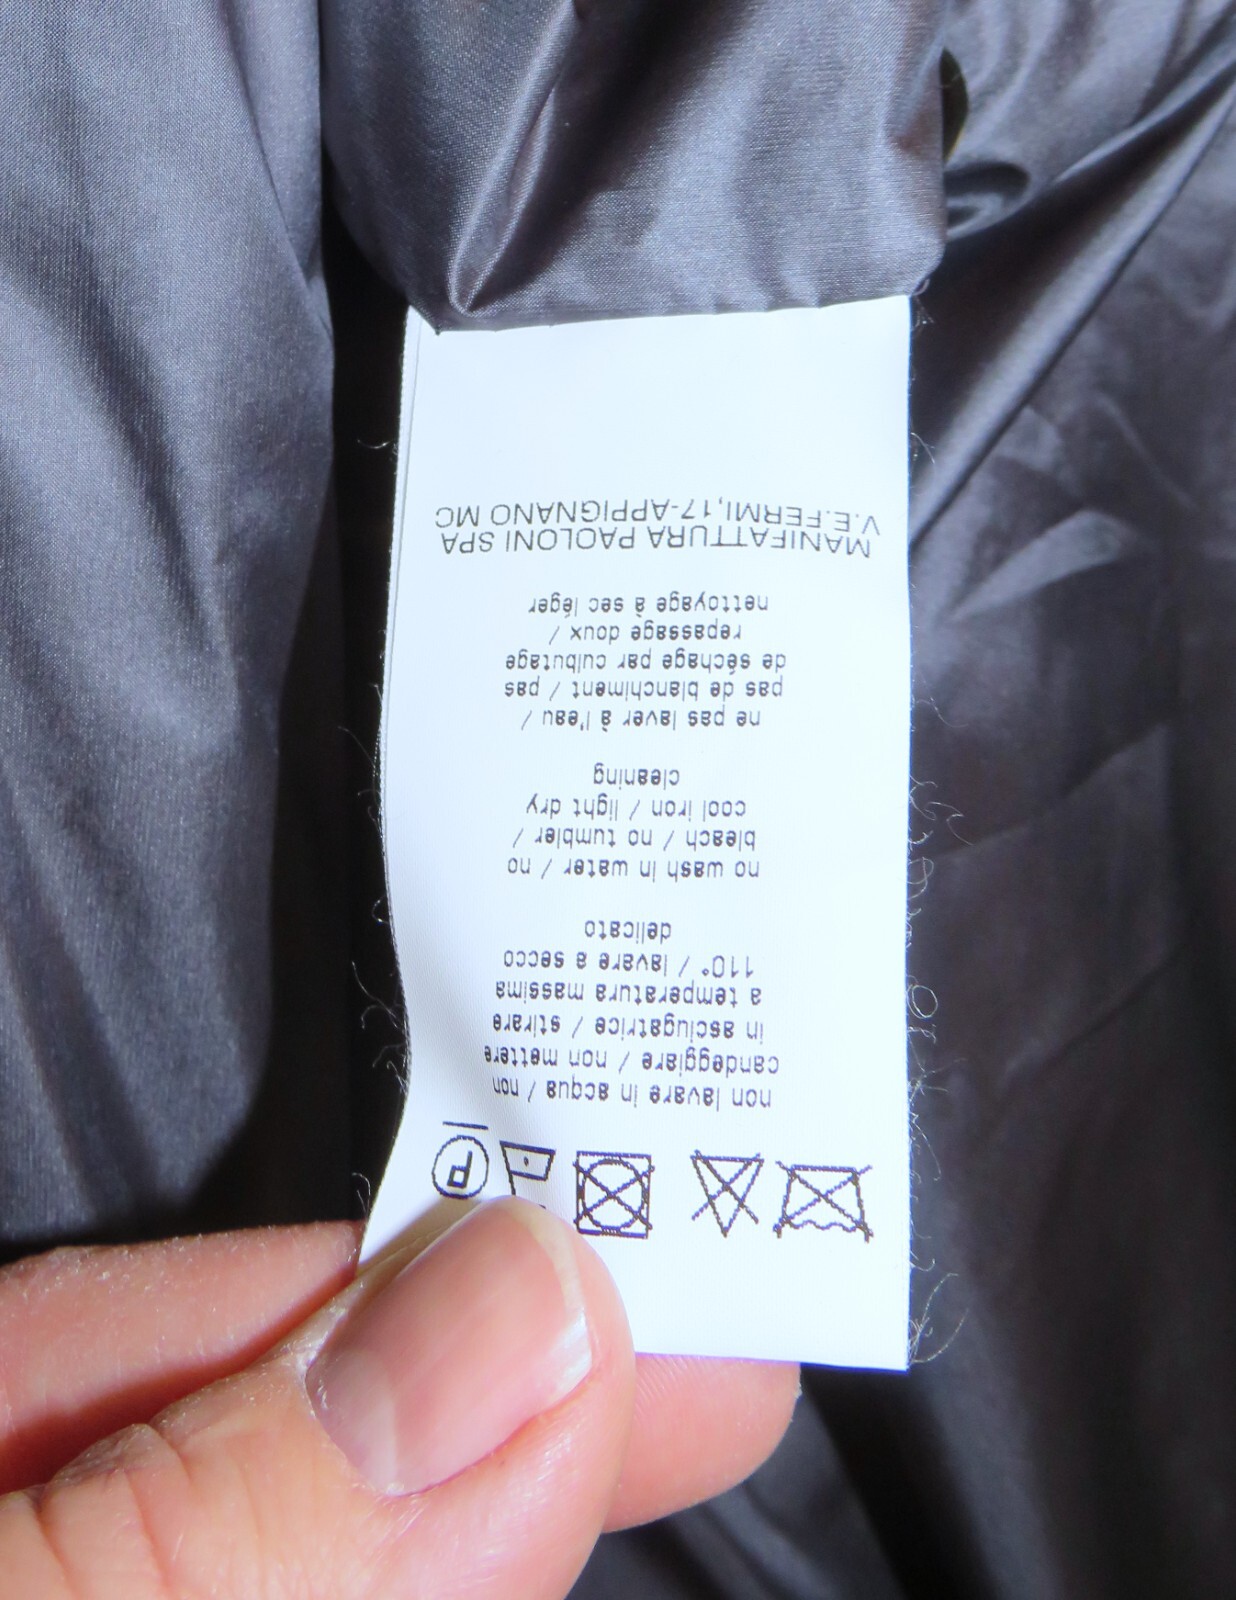 P
non lavare in acqua / non
candeggiare / non mettere
in asciugatrice / stirare
a temperatura massima
110° / lavare a secco
delicato
no wash in water / no
bleach / no tumbler /
cool iron / light dry
cleaning
ne pas laver à l'eau /
pas de blanchiment / pas
de séchage par culbutage
repassage doux /
nettoyage à sec léger
MANIFATTURA PAOLONI SPA
V.E.FERMI,17-APPIGNANO MC